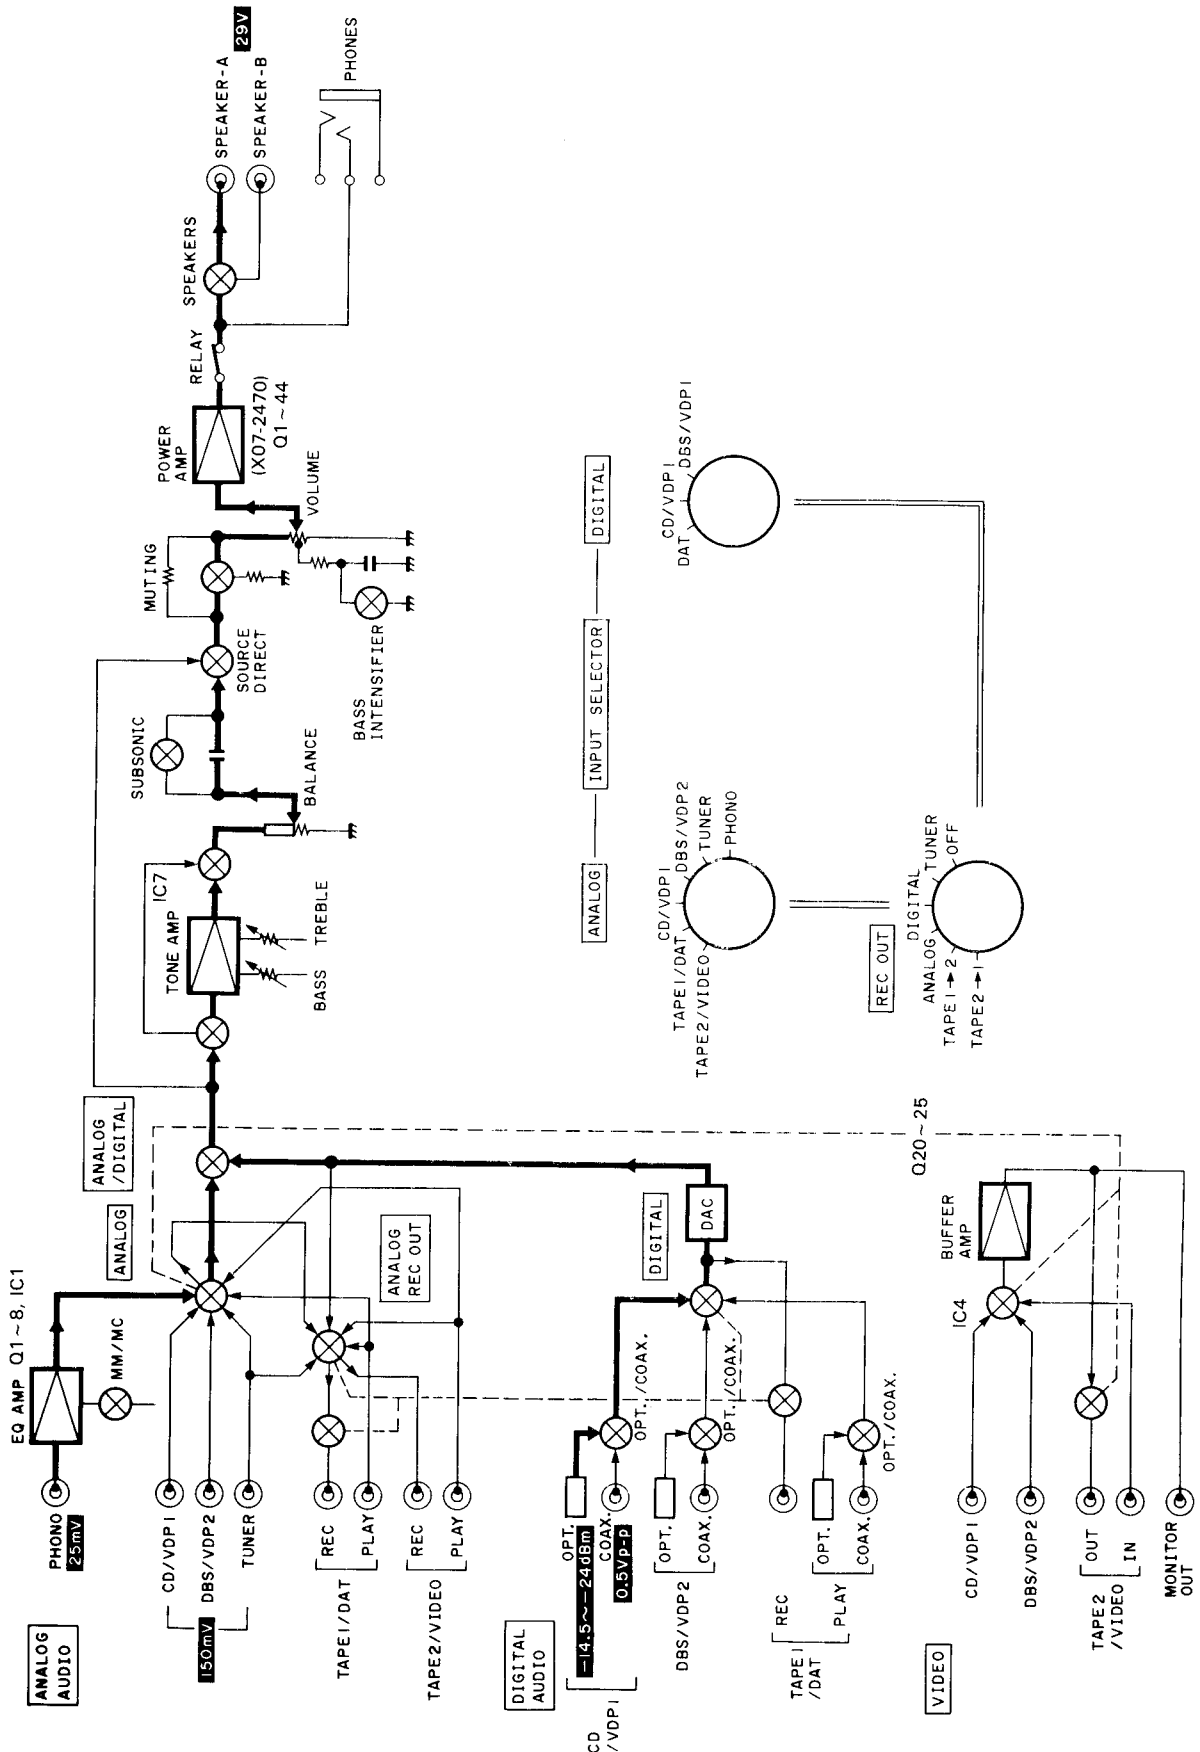 ANALOG
AUDIO
PHONO
25mV
EQ AMP Q1~8, IC1
MM/MC
150mV
CD/VDP1
DBS/VDP2
TUNER
TAPE1/DAT
REC
PLAY
TAPE2/VIDEO
REC
PLAY
ANALOG
ANALOG
/DIGITAL
ANALOG
REC OUT
TONE AMP
IC7
BASS
TREBLE
BALANCE
SUBSONIC
SOURCE
DIRECT
MUTING
BASS
INTENSIFIER
VOLUME
POWER
AMP
(X07-2470)
Q1~44
RELAY
SPEAKERS
SPEAKER-A
29V
SPEAKER-B
PHONES
DIGITAL
AUDIO
CD
/VDP1
OPT.
-14.5~-24dBm
COAX.
0.5Vp-p
OPT./COAX.
DBS/VDP2
OPT.
COAX.
OPT./COAX.
TAPE1
/DAT
REC
PLAY
OPT.
COAX.
OPT./COAX.
DIGITAL
DAC
VIDEO
CD/VDP1
DBS/VDP2
TAPE2
/VIDEO
OUT
IN
MONITOR
OUT
IC4
BUFFER
AMP
Q20~25
ANALOG
INPUT SELECTOR
DIGITAL
TAPE2/VIDEO
TAPE1/DAT
CD/VDP1
DBS/VDP2
TUNER
PHONO
DAT
CD/VDP1
DBS/VDP1
REC OUT
TAPE2→1
TAPE1→2
ANALOG
DIGITAL
TUNER
OFF